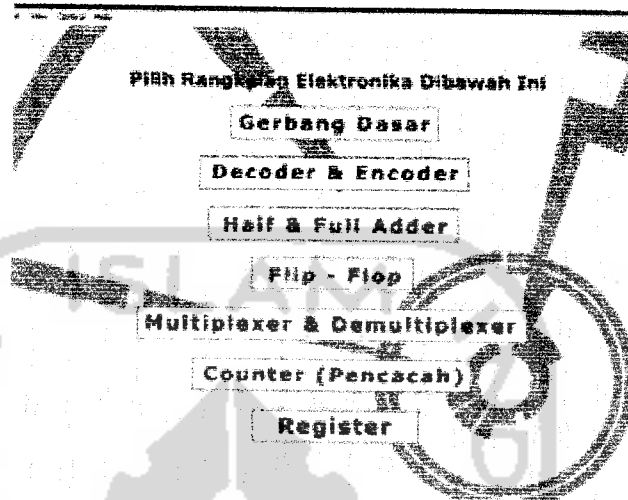 Pilih Rangkaian Elektronika Dibawah Ini
Gerbang Dasar
Decoder & Encoder
Half & Full Adder
Flip - Flop
Multiplexer & Demultiplexer
Counter (Pencacah)
Register
ISLAM